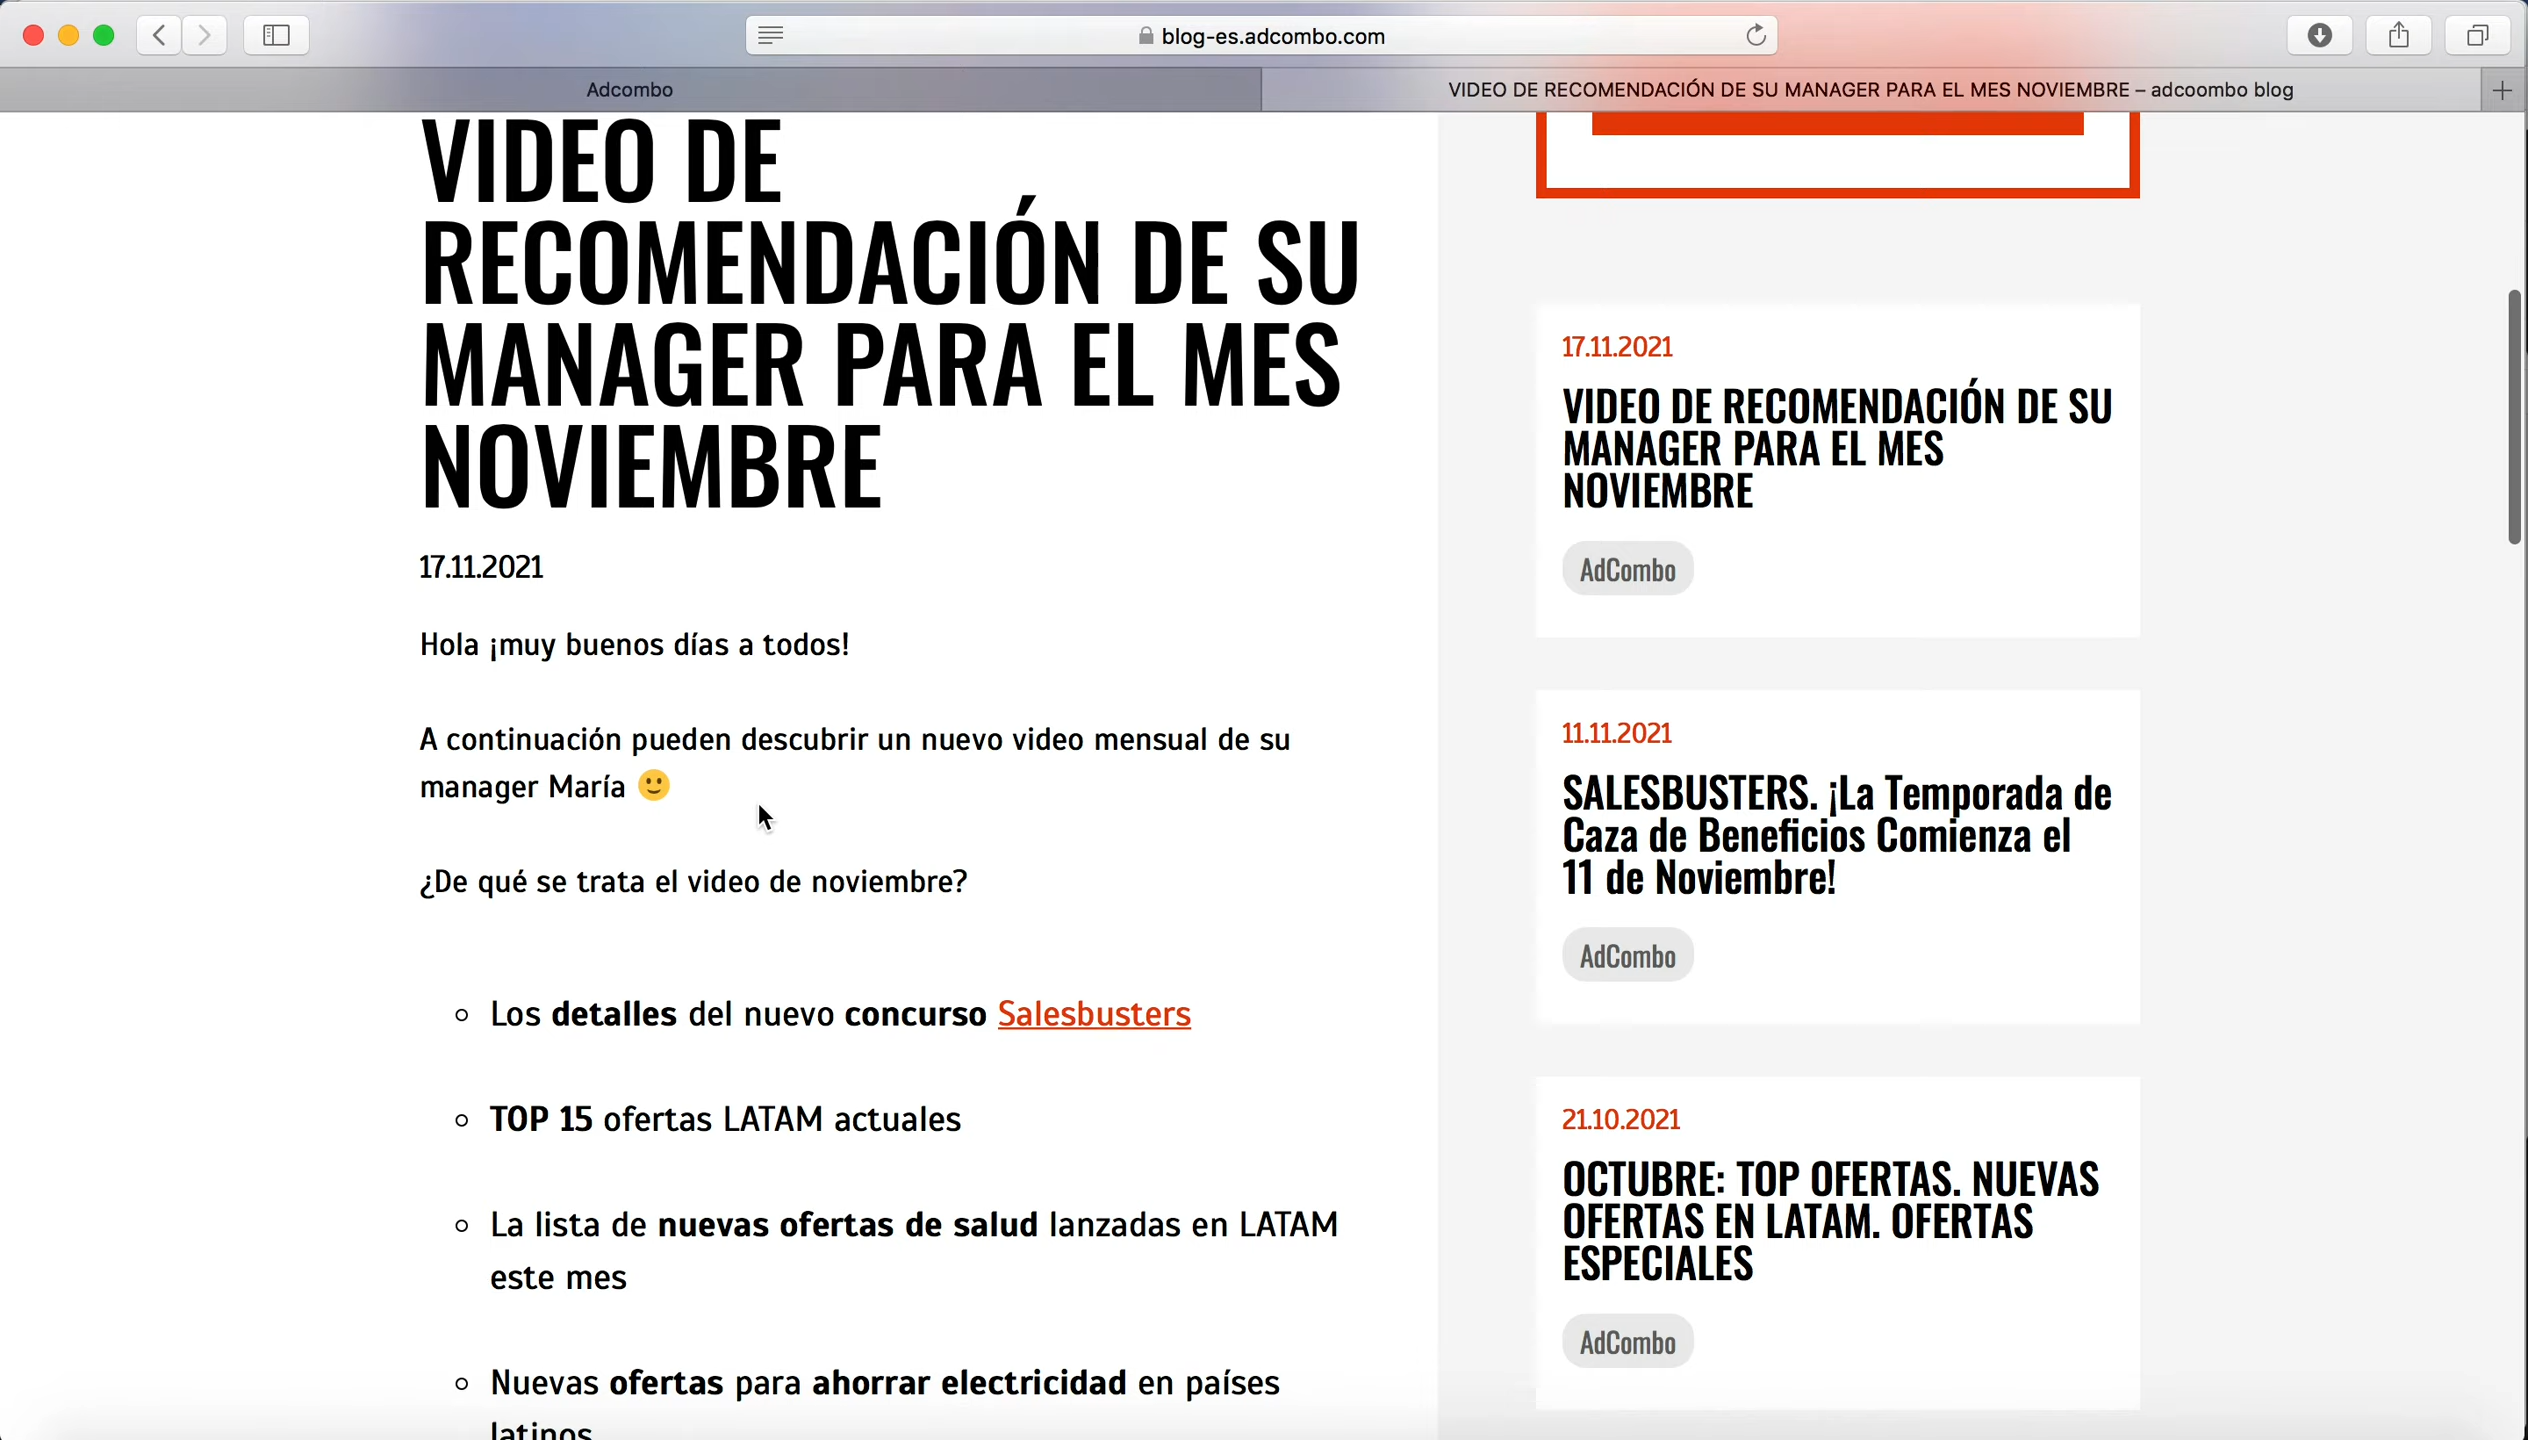 blog-es.adcombo.com
Adcombo
VIDEO DE RECOMENDACIÓN DE SU MANAGER PARA EL MES NOVIEMBRE – adcoombo blog
VIDEO DE
RECOMENDACIÓN DE SU
MANAGER PARA EL MES
NOVIEMBRE
17.11.2021
Hola ¡muy buenos días a todos!
A continuación pueden descubrir un nuevo video mensual de su
manager María 🙂
¿De qué se trata el video de noviembre?
Los detalles del nuevo concurso Salesbusters
TOP 15 ofertas LATAM actuales
La lista de nuevas ofertas de salud lanzadas en LATAM
este mes
Nuevas ofertas para ahorrar electricidad en países
latinos
17.11.2021
VIDEO DE RECOMENDACIÓN DE SU
MANAGER PARA EL MES
NOVIEMBRE
AdCombo
11.11.2021
SALESBUSTERS. ¡La Temporada de
Caza de Beneficios Comienza el
11 de Noviembre!
AdCombo
21.10.2021
OCTUBRE: TOP OFERTAS. NUEVAS
OFERTAS EN LATAM. OFERTAS
ESPECIALES
AdCombo